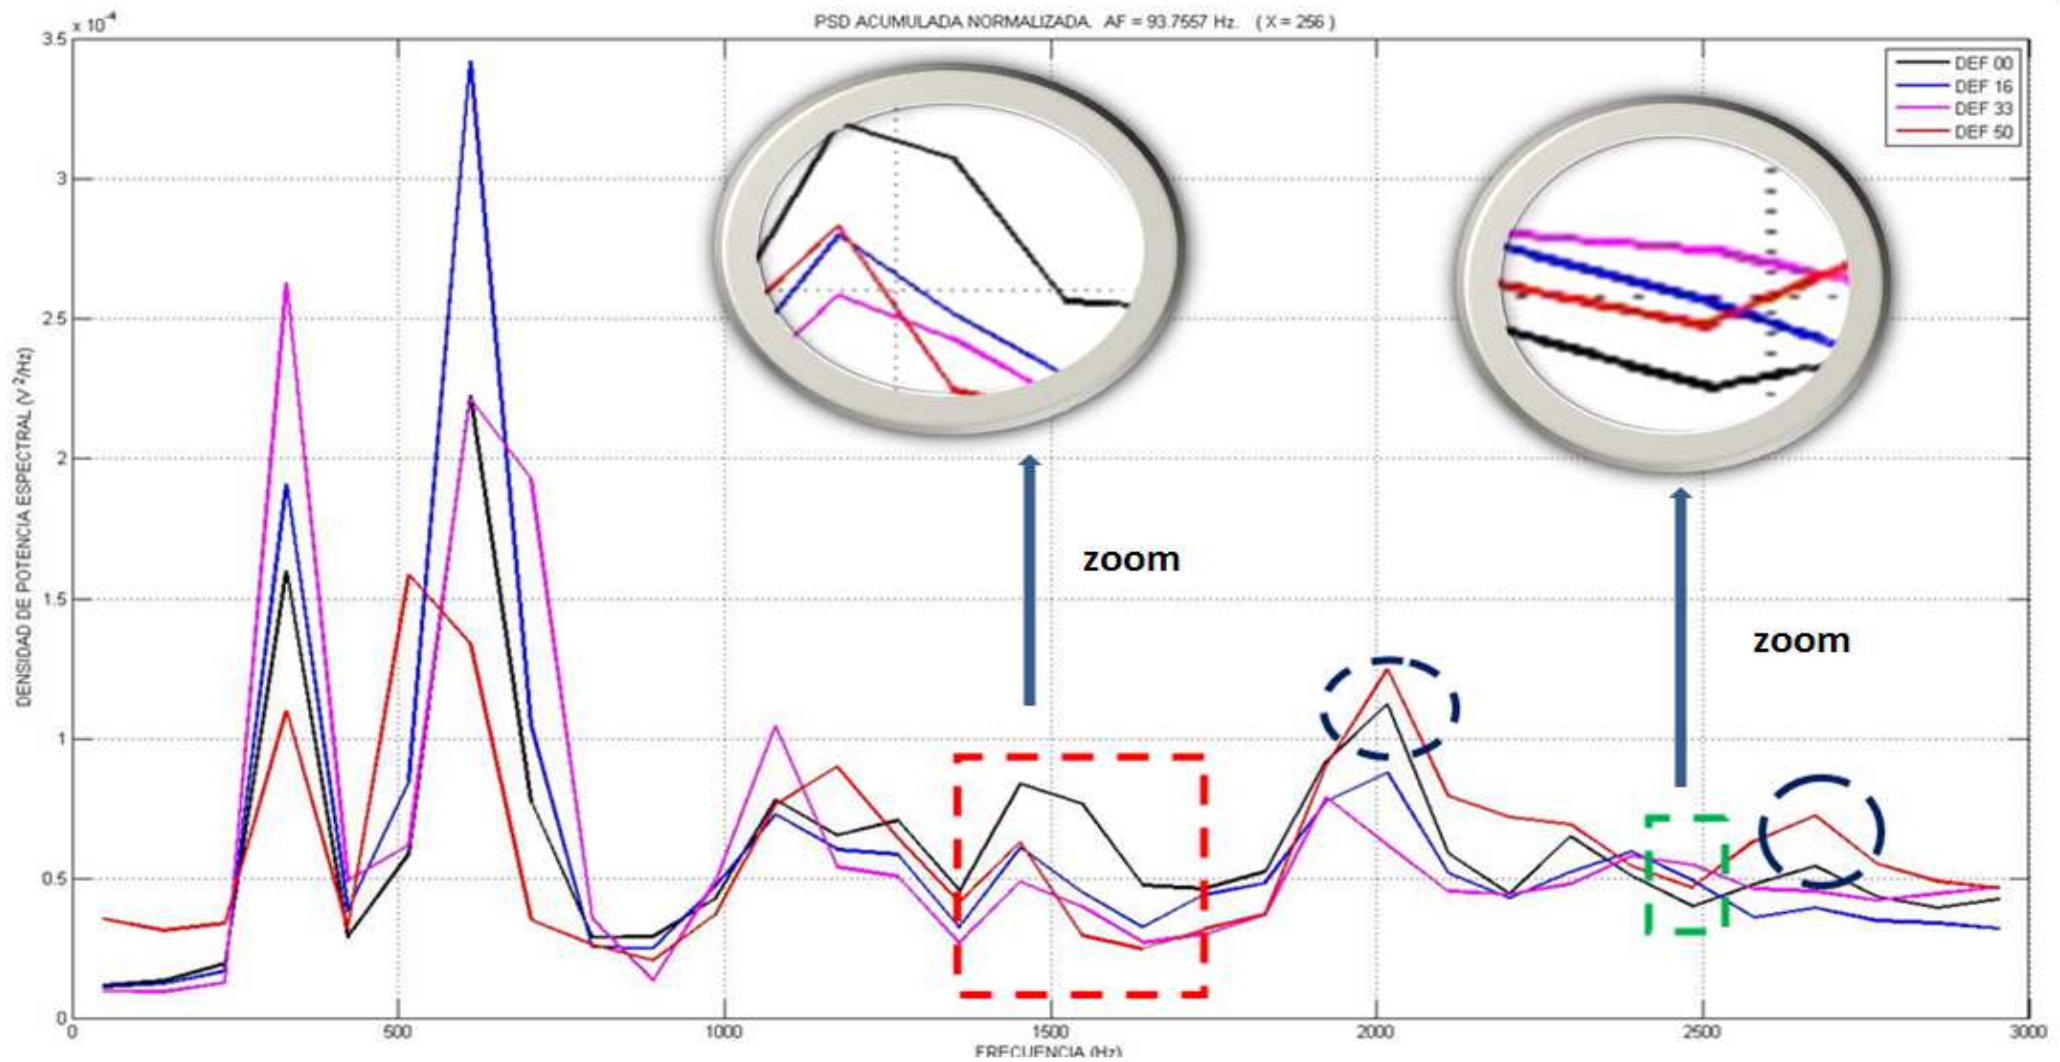 PSD ACUMULADA NORMALIZADA. AF = 93.7557 Hz. ( X = 256 )
x 10⁻⁴
3.5
3
2.5
2
1.5
1
0.5
0
DENSIDAD DE POTENCIA ESPECTRAL (V²/Hz)
DEF 00
DEF 16
DEF 33
DEF 50
zoom
zoom
0
500
1000
1500
2000
2500
3000
FRECUENCIA (Hz)